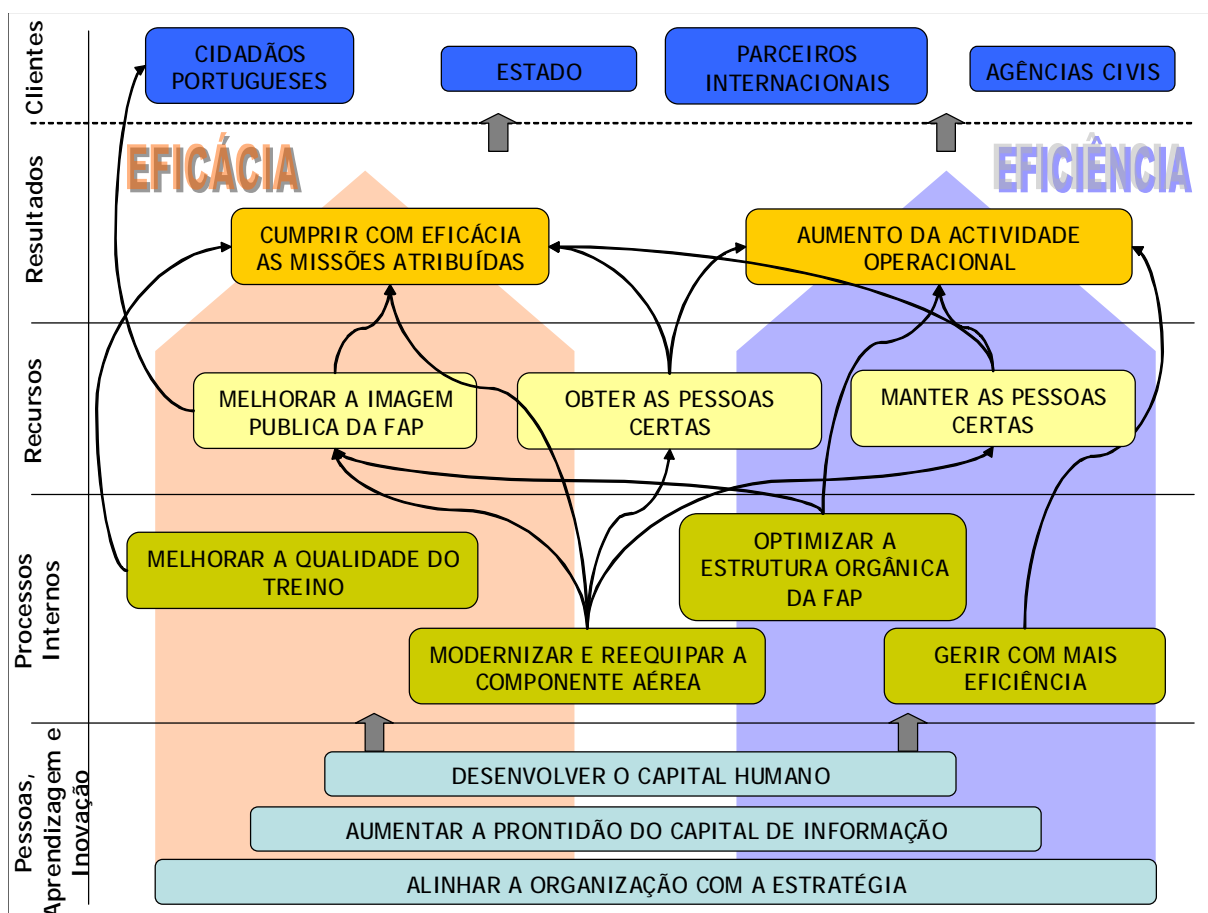 Clientes
CIDADÃOS
PORTUGUESES
ESTADO
PARCEIROS
INTERNACIONAIS
AGÊNCIAS CIVIS
EFICÁCIA
EFICIÊNCIA
Resultados
CUMPRIR COM EFICÁCIA
AS MISSÕES ATRIBUÍDAS
AUMENTO DA ACTIVIDADE
OPERACIONAL
Recursos
MELHORAR A IMAGEM
PUBLICA DA FAP
OBTER AS PESSOAS
CERTAS
MANTER AS PESSOAS
CERTAS
Processos
Internos
MELHORAR A QUALIDADE DO
TREINO
OPTIMIZAR A
ESTRUTURA ORGÂNICA
DA FAP
MODERNIZAR E REEQUIPAR A
COMPONENTE AÉREA
GERIR COM MAIS
EFICIÊNCIA
Pessoas,
Aprendizagem e
Inovação
DESENVOLVER O CAPITAL HUMANO
AUMENTAR A PRONTIDÃO DO CAPITAL DE INFORMAÇÃO
ALINHAR A ORGANIZAÇÃO COM A ESTRATÉGIA